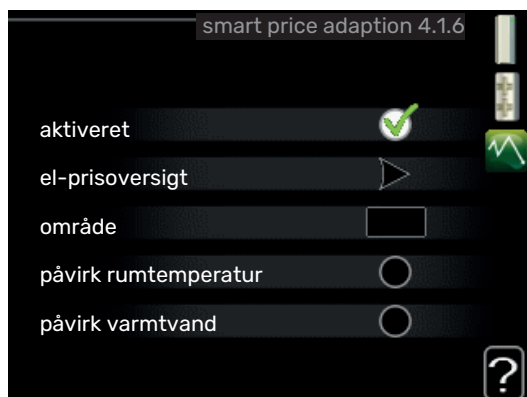 smart price adaption 4.1.6
aktiveret
el-prisoversigt
område
påvirk rumtemperatur
påvirk varmtvand
?